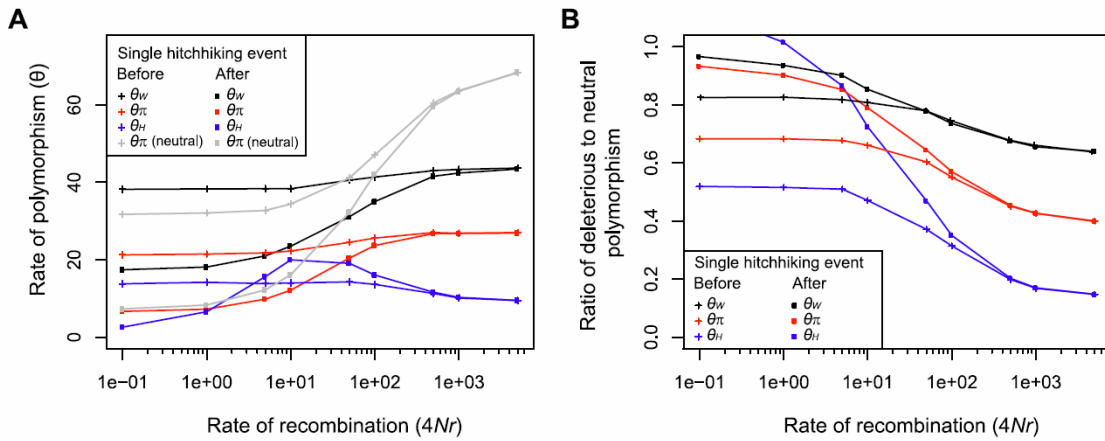 A
Single hitchhiking event
Before After
θW θW
θπ θπ
θH θH
θπ (neutral) θπ (neutral)
Rate of polymorphism (θ)
60
40
20
0
1e−01 1e+00 1e+01 1e+02 1e+03
Rate of recombination (4Nr)
B
Ratio of deleterious to neutral
polymorphism
1.0
0.8
0.6
0.4
0.2
0.0
Single hitchhiking event
Before After
θW θW
θπ θπ
θH θH
1e−01 1e+00 1e+01 1e+02 1e+03
Rate of recombination (4Nr)